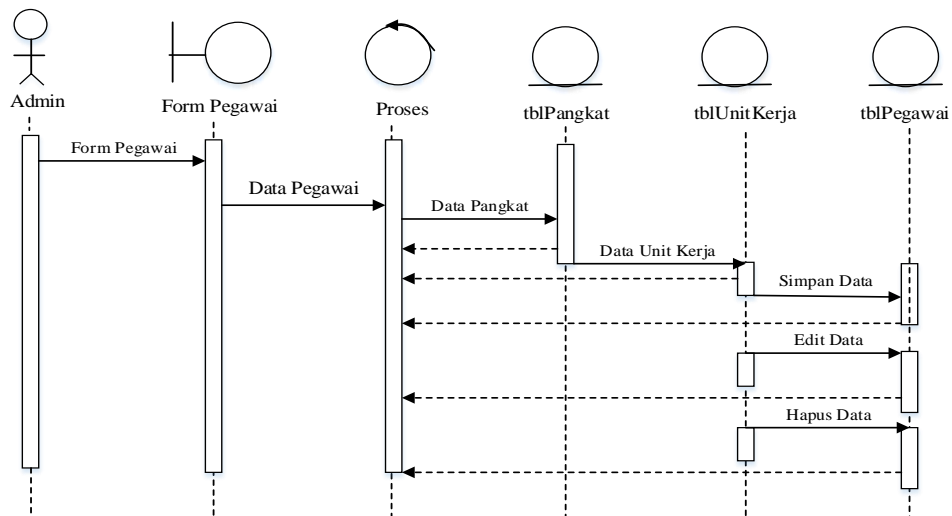 Admin
Form Pegawai
Proses
tblPangkat
tblUnitKerja
tblPegawai
Form Pegawai
Data Pegawai
Data Pangkat
Data Unit Kerja
Simpan Data
Edit Data
Hapus Data